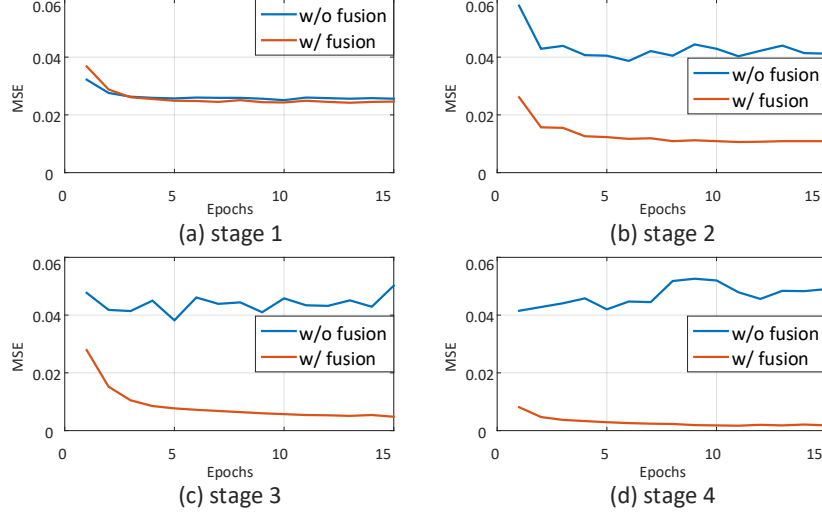 0.06
w/o fusion
w/ fusion
0.04
MSE
0.02
0
0 5 10 15
Epochs
(a) stage 1
0.06
0.04
w/o fusion
w/ fusion
MSE
0.02
0
0 5 10 15
Epochs
(b) stage 2
0.06
0.04
w/o fusion
w/ fusion
MSE
0.02
0
0 5 10 15
Epochs
(c) stage 3
0.06
0.04
w/o fusion
w/ fusion
MSE
0.02
0
0 5 10 15
Epochs
(d) stage 4